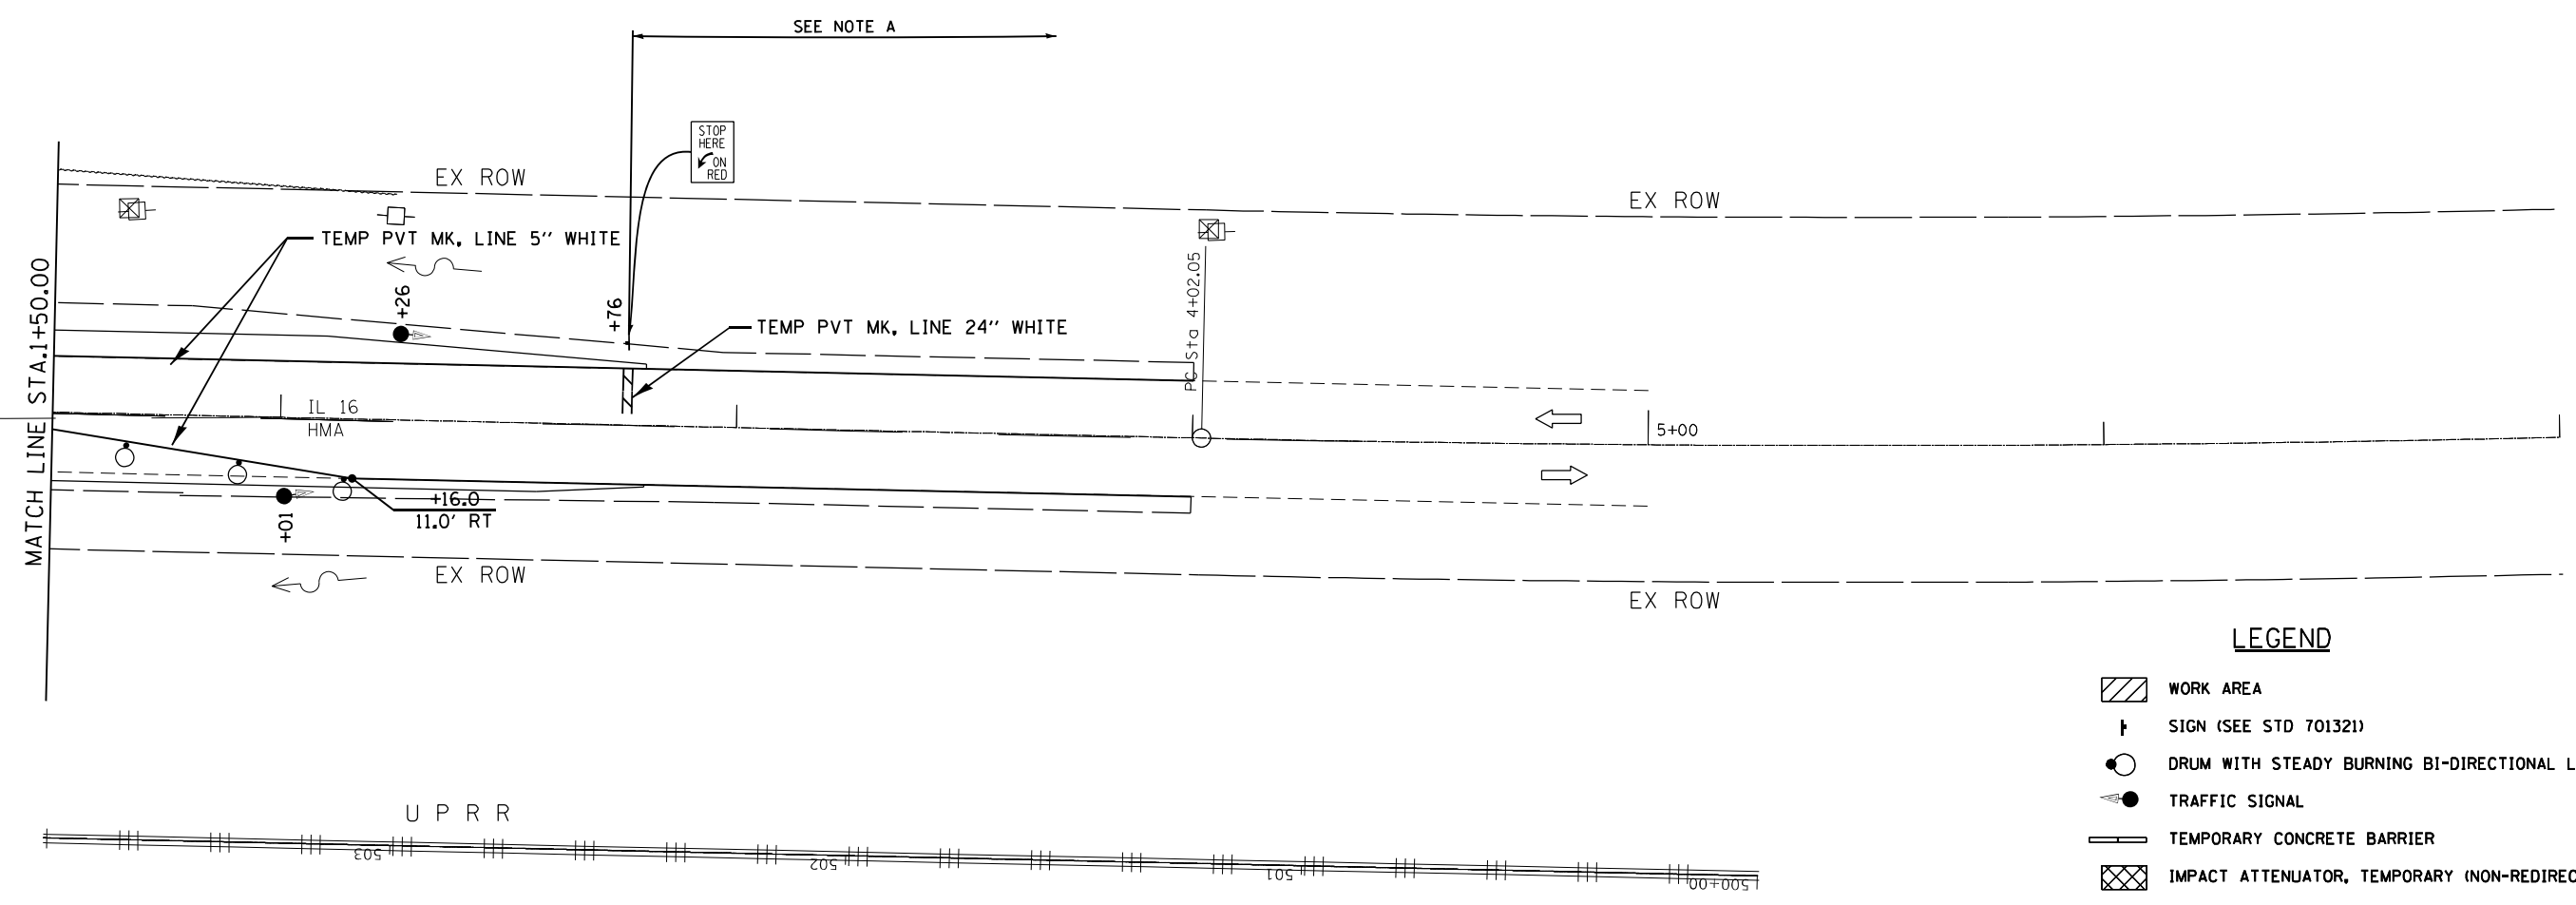 SEE NOTE A
STOP
HERE
ON
RED
EX ROW
EX ROW
TEMP PVT MK, LINE 5'' WHITE
MATCH LINE STA.1+50.00
+26
+76
TEMP PVT MK, LINE 24'' WHITE
PC Sta 4+02.05
IL 16
HMA
5+00
+16.0
11.0' RT
+01
EX ROW
EX ROW
LEGEND
WORK AREA
SIGN (SEE STD 701321)
DRUM WITH STEADY BURNING BI-DIRECTIONAL L
TRAFFIC SIGNAL
TEMPORARY CONCRETE BARRIER
IMPACT ATTENUATOR, TEMPORARY (NON-REDIREC
U P R R
503
502
501
500+00